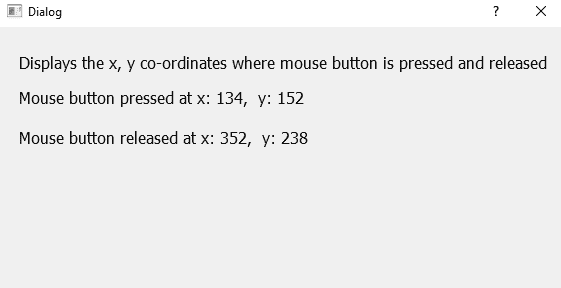 Dialog ?
Displays the x, y co-ordinates where mouse button is pressed and released
Mouse button pressed at x: 134,  y: 152
Mouse button released at x: 352,  y: 238